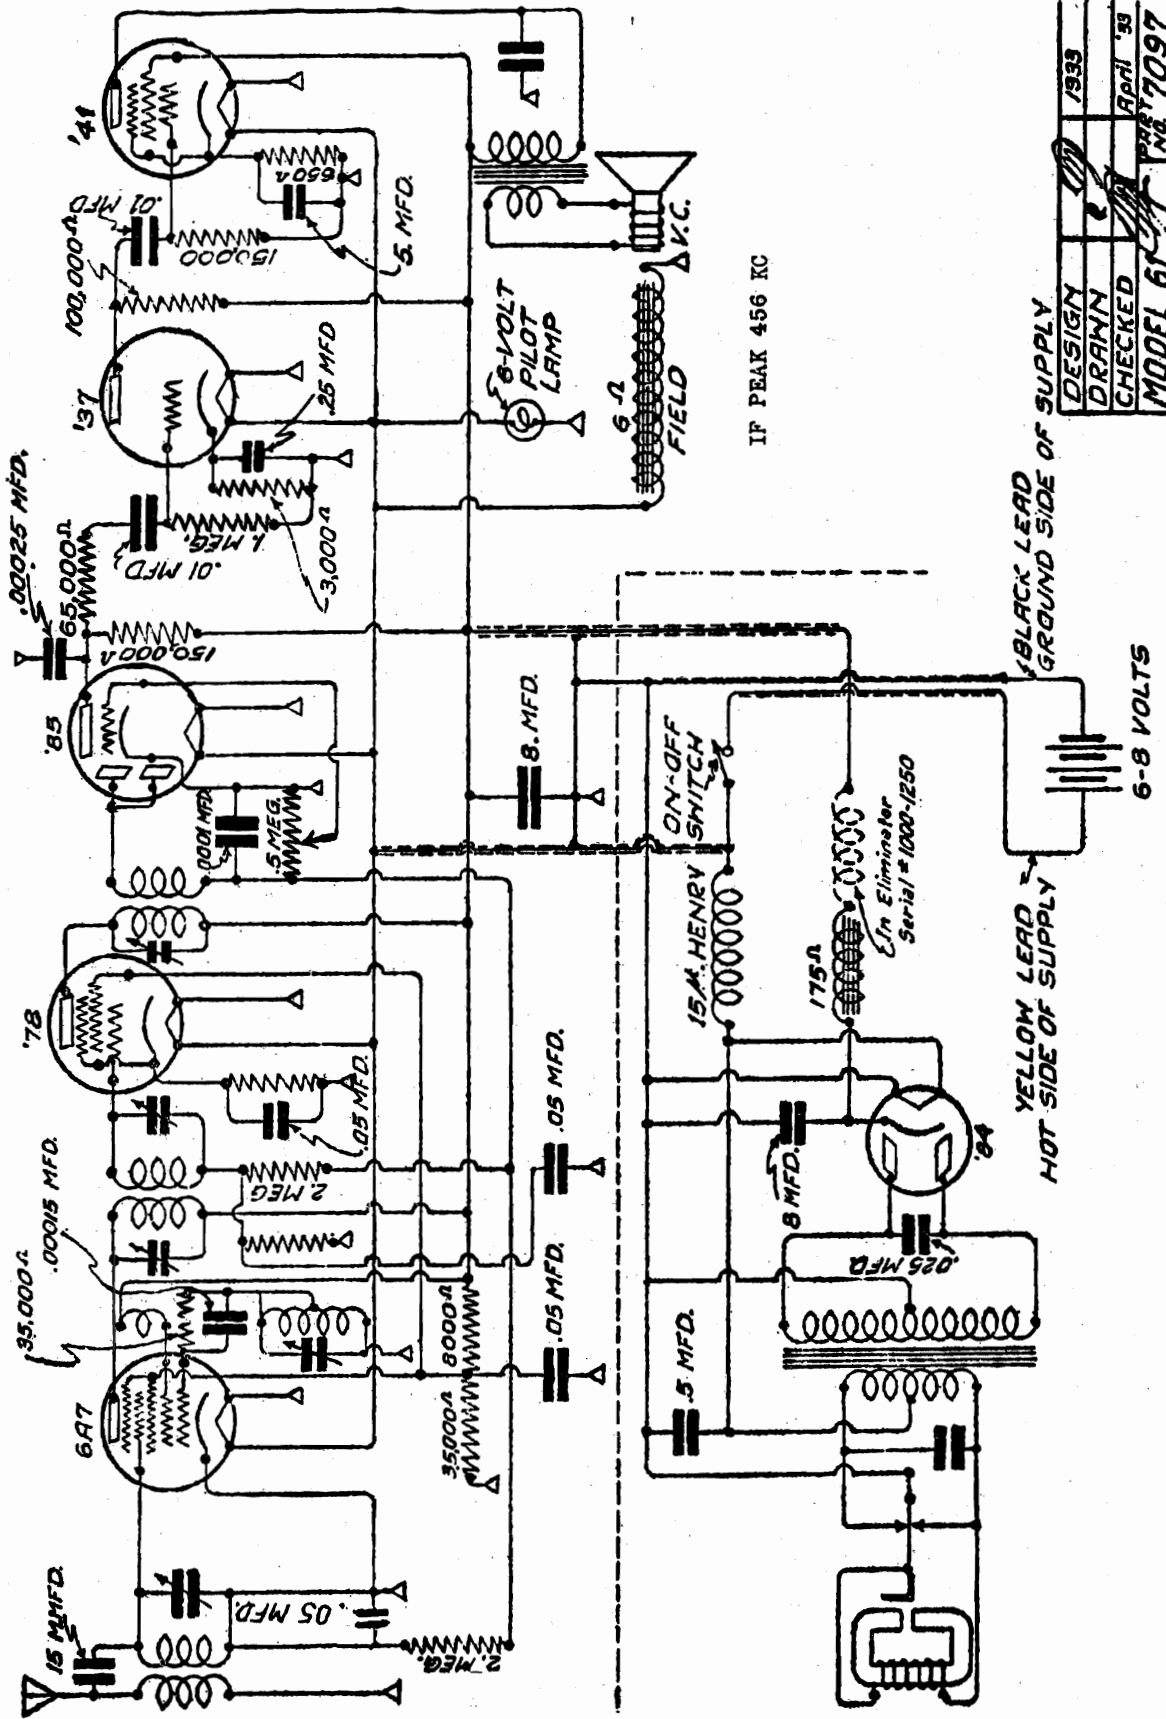 15 MMFD.
6A7
35,000Ω
.00015 MFD.
'78
'85
.00025 MFD.
65,000Ω
'37
100,000Ω
.01 MFD
'41
.05 MFD.
2. MEG.
35,000Ω 8000Ω
2. MEG
.05 MFD.
.05 MFD.
.05 MFD.
.0001 MFD.
.5 MEG.
150,000Ω
.01 MFD
1. MEG.
3,000Ω
.25 MFD
150,000
650Ω
5. MFD.
8. MFD.
6-8-VOLT
PILOT
LAMP
6 Ω
FIELD
V.C.
IF PEAK 456 KC
ON-OFF
SWITCH
15 M. HENRY
175Ω
In Eliminator
Serial # 1000-1250
.5 MFD.
8 MFD.
.025 MFD.
'84
YELLOW LEAD
HOT SIDE OF SUPPLY
6-8 VOLTS
BLACK LEAD
GROUND SIDE OF SUPPLY
DESIGN 1933
DRAWN
CHECKED April '33
MODEL 61
PART NO. 7097